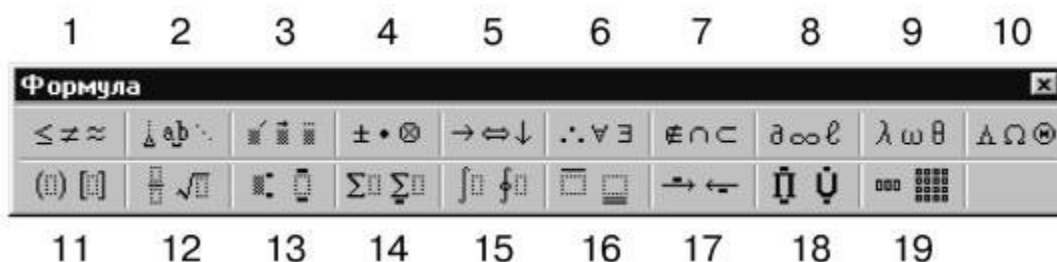 1 2 3 4 5 6 7 8 9 10
Формула
≤ ≠ ≈ ab ⋱ ± • ⊗ → ⇔ ↓ ∴ ∀ ∃ ∉ ∩ ⊂ ∂ ∞ ℓ λ ω θ Λ Ω Θ
(▯) [▯] √▯ Σ▯ Σ▯ ∫▯ ∮▯ → ← Π U
11 12 13 14 15 16 17 18 19